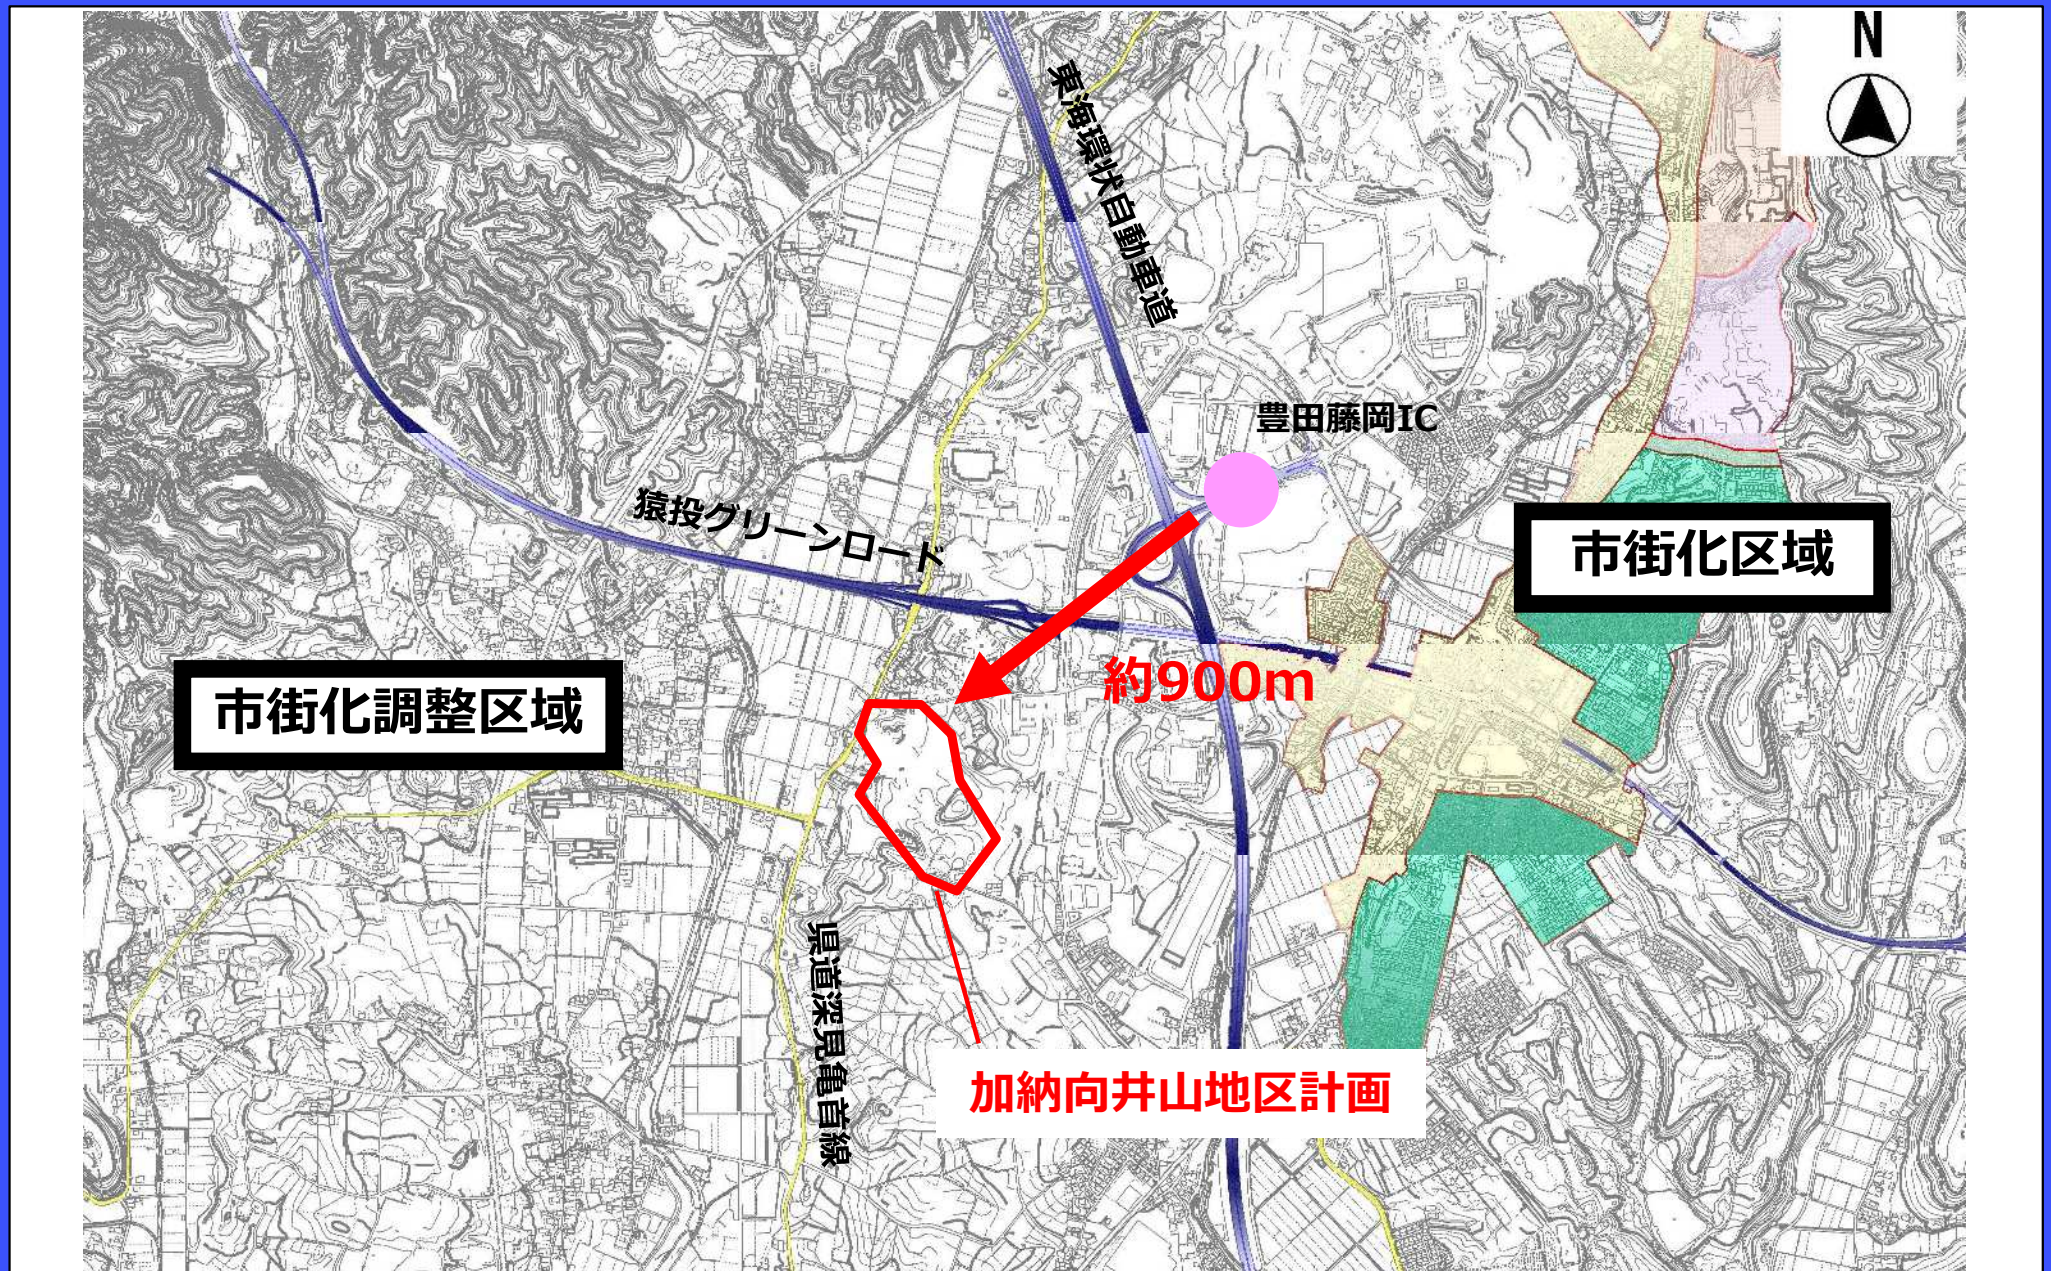 N
東海環状自動車道
豊田藤岡IC
猿投グリーンロード
市街化区域
約900m
市街化調整区域
県道深見亀首線
加納向井山地区計画